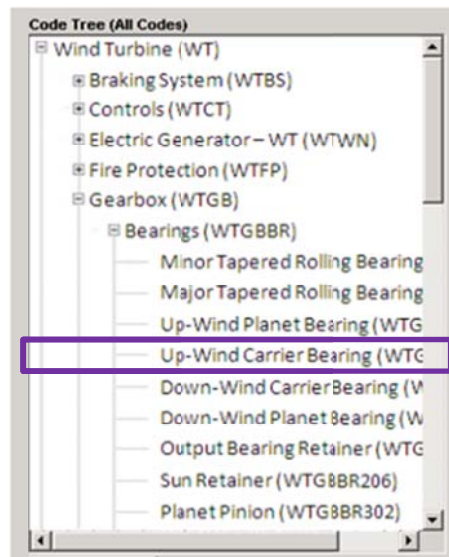 Code Tree (All Codes)
Wind Turbine (WT)
Braking System (WTBS)
Controls (WTCT)
Electric Generator – WT (WTWN)
Fire Protection (WTFP)
Gearbox (WTGB)
Bearings (WTGBBR)
Minor Tapered Rolling Bearing
Major Tapered Rolling Bearing
Up-Wind Planet Bearing (WTG
Up-Wind Carrier Bearing (WTG
Down-Wind Carrier Bearing (W
Down-Wind Planet Bearing (W
Output Bearing Retainer (WTG
Sun Retainer (WTGBBR206)
Planet Pinion (WTGBBR302)